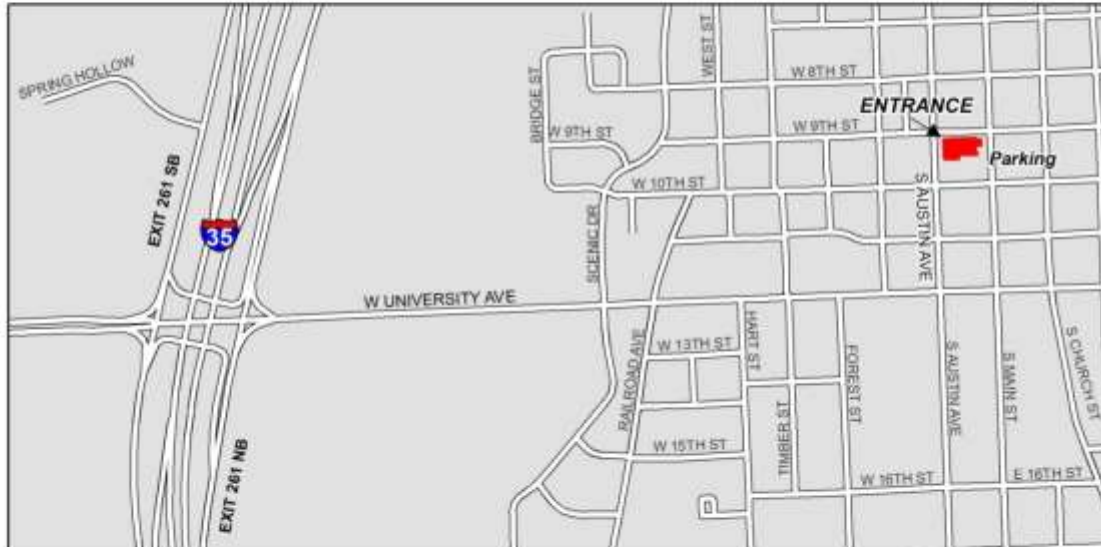 SPRING HOLLOW
WEST ST
W 8TH ST
BRIDGE ST
ENTRANCE
W 9TH ST
W 9TH ST
Parking
EXIT 261 SB
W 10TH ST
S AUSTIN AVE
35
SCENIC DR
W UNIVERSITY AVE
HART ST
W 13TH ST
RAILROAD AVE
FOREST ST
S AUSTIN AVE
S MAIN ST
S CHURCH ST
TIMBER ST
W 15TH ST
EXIT 261 NB
W 16TH ST
E 16TH ST